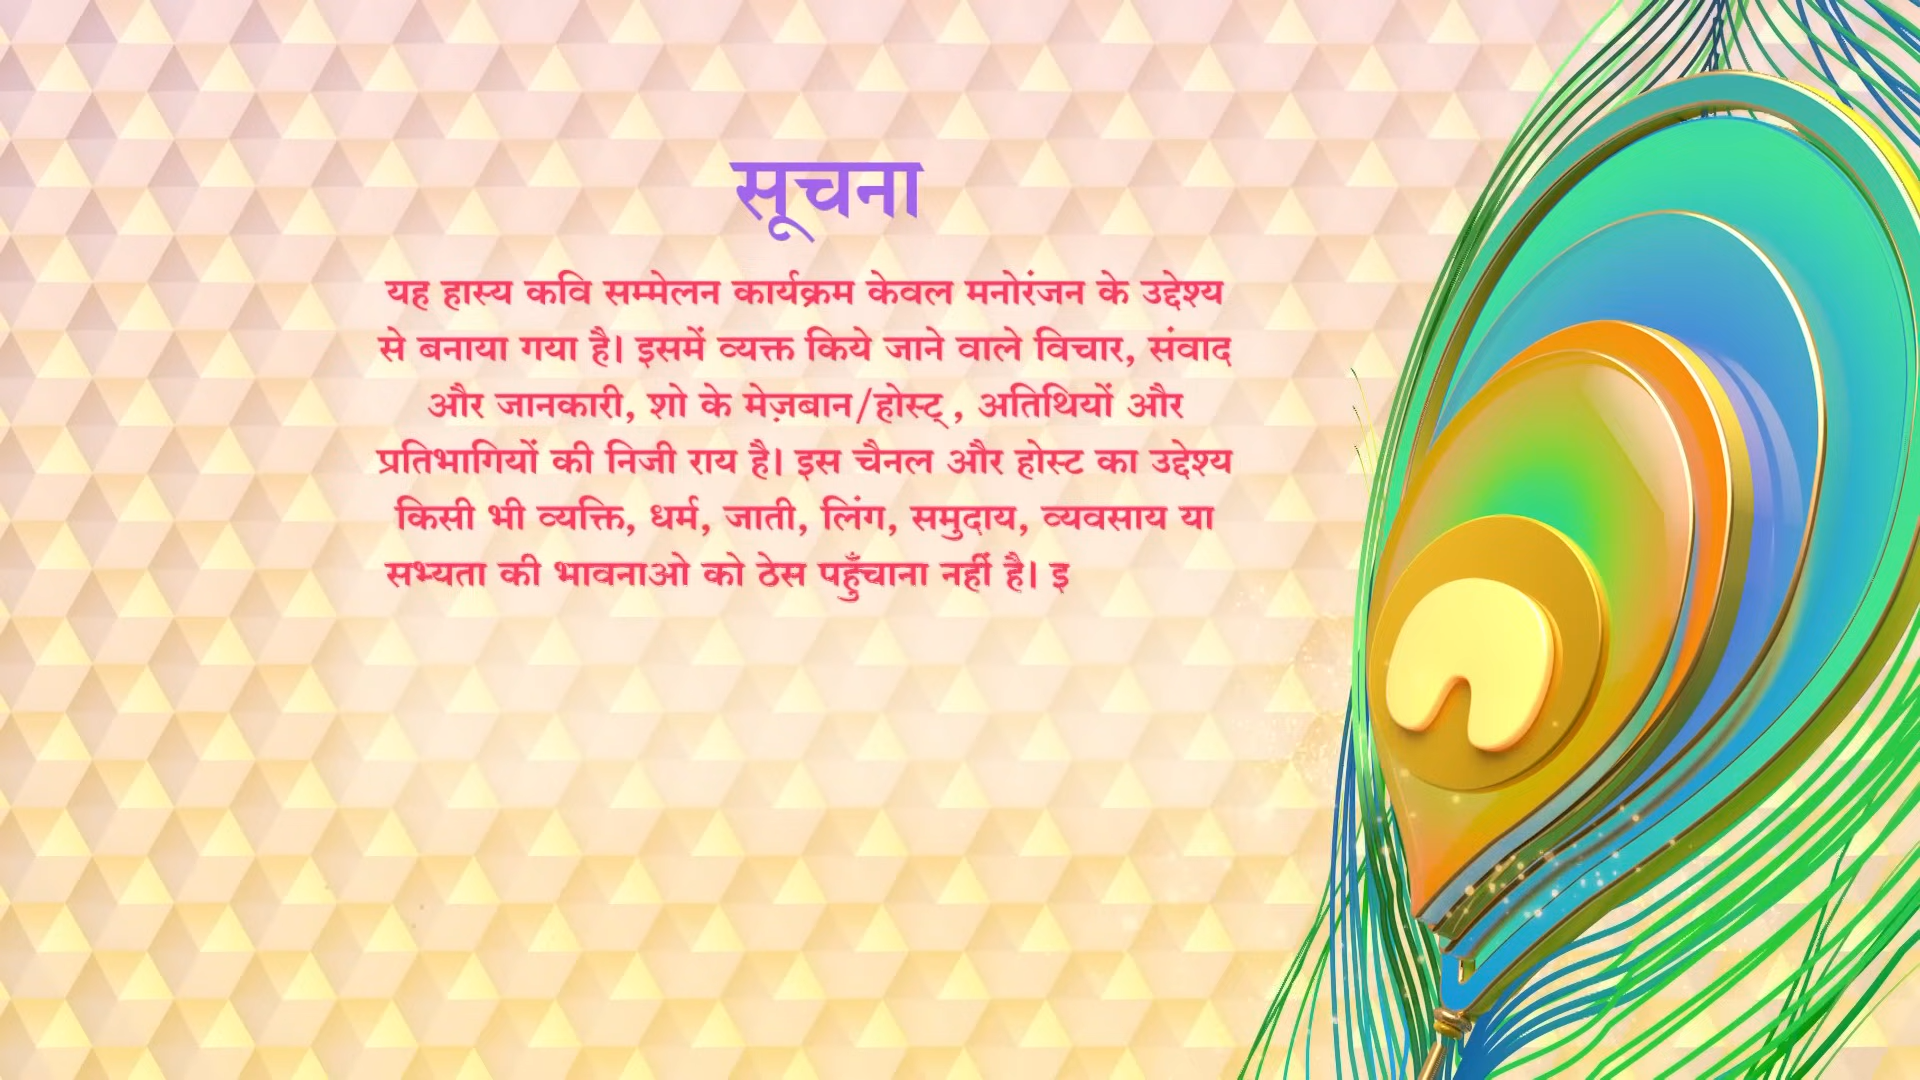 सूचना
यह हास्य कवि सम्मेलन कार्यक्रम केवल मनोरंजन के उद्देश्य
से बनाया गया है। इसमें व्यक्त किये जाने वाले विचार, संवाद
और जानकारी, शो के मेज़बान/होस्ट् , अतिथियों और
प्रतिभागियों की निजी राय है। इस चैनल और होस्ट का उद्देश्य
किसी भी व्यक्ति, धर्म, जाती, लिंग, समुदाय, व्यवसाय या
सभ्यता की भावनाओ को ठेस पहुँचाना नहीं है। इ